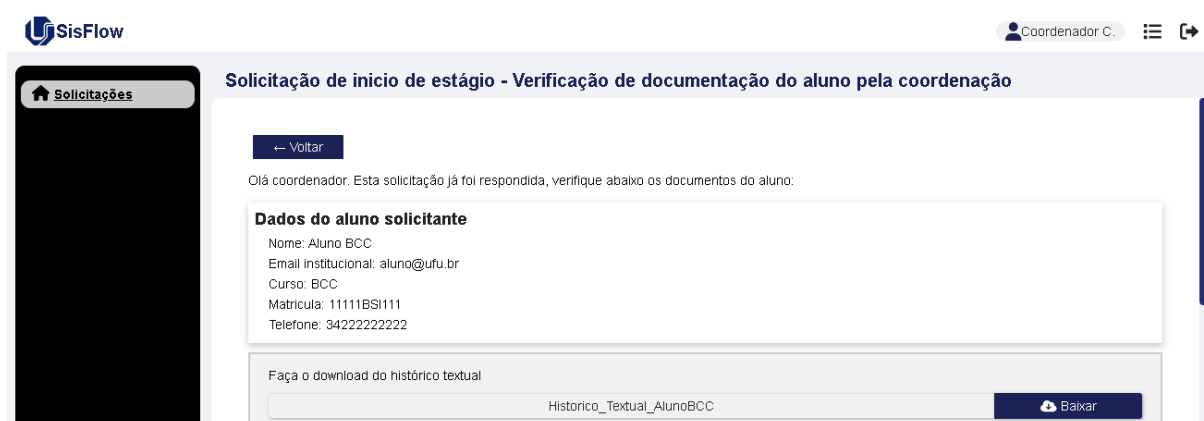 SisFlow
Coordenador C.
Solicitações
Solicitação de inicio de estágio - Verificação de documentação do aluno pela coordenação
← Voltar
Olá coordenador. Esta solicitação já foi respondida, verifique abaixo os documentos do aluno:
Dados do aluno solicitante
Nome: Aluno BCC
Email institucional: aluno@ufu.br
Curso: BCC
Matricula: 11111BSI111
Telefone: 34222222222
Faça o download do histórico textual
Historico_Textual_AlunoBCC
Baixar